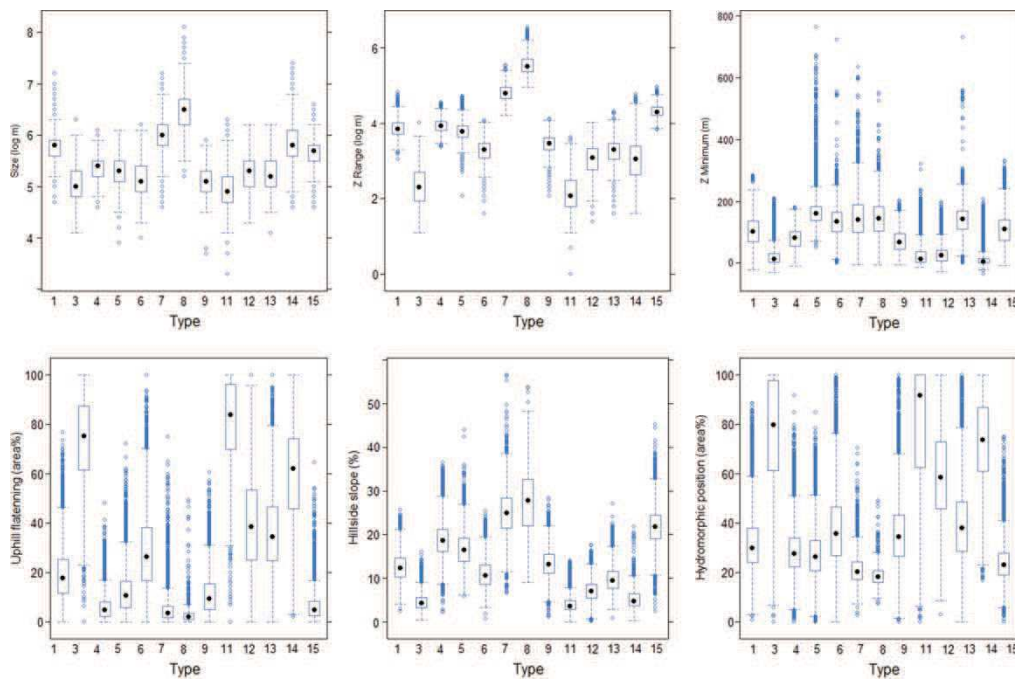 8
7
6
5
4
Size (log m)
1 3 4 5 6 7 8 9 11 12 13 14 15
Type
6
4
2
0
Z Range (log m)
1 3 4 5 6 7 8 9 11 12 13 14 15
Type
800
600
400
200
0
Z Minimum (m)
1 3 4 5 6 7 8 9 11 12 13 14 15
Type
100
80
60
40
20
0
Uphill flatening (area%)
1 3 4 5 6 7 8 9 11 12 13 14 15
Type
50
40
30
20
10
0
Hillside slope (%)
1 3 4 5 6 7 8 9 11 12 13 14 15
Type
100
80
60
40
20
0
Hydromorphic position (area%)
1 3 4 5 6 7 8 9 11 12 13 14 15
Type